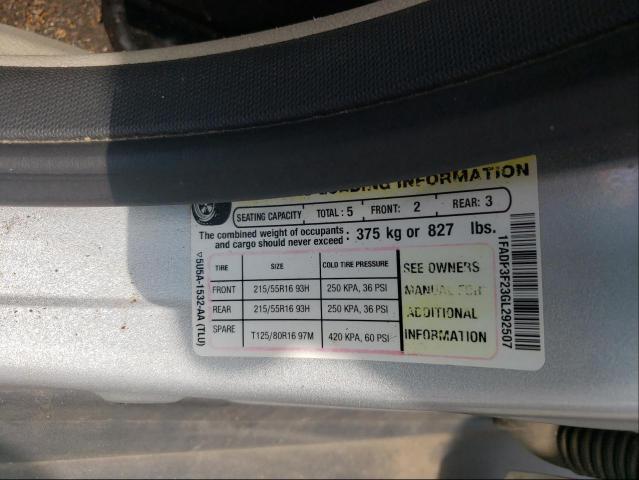 LOADING INFORMATION
SEATING CAPACITY TOTAL: 5 FRONT: 2 REAR: 3
The combined weight of occupants and cargo should never exceed: 375 kg or 827 lbs.
TIRE SIZE COLD TIRE PRESSURE
FRONT 215/55R16 93H 250 KPA, 36 PSI
REAR 215/55R16 93H 250 KPA, 36 PSI
SPARE T125/80R16 97M 420 KPA, 60 PSI
SEE OWNERS
MANUAL FOR
ADDITIONAL
INFORMATION
5U5A-1532-AA (TLU)
1FADP3F23GL292507